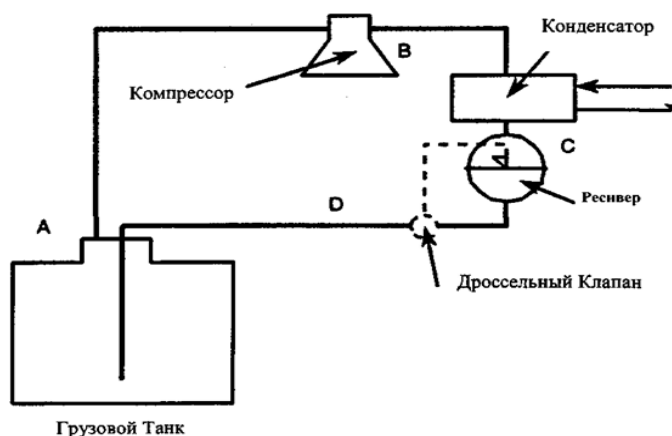 Конденсатор
B
Компрессор
C
Ресивер
D
A
Дроссельный Клапан
Грузовой Танк